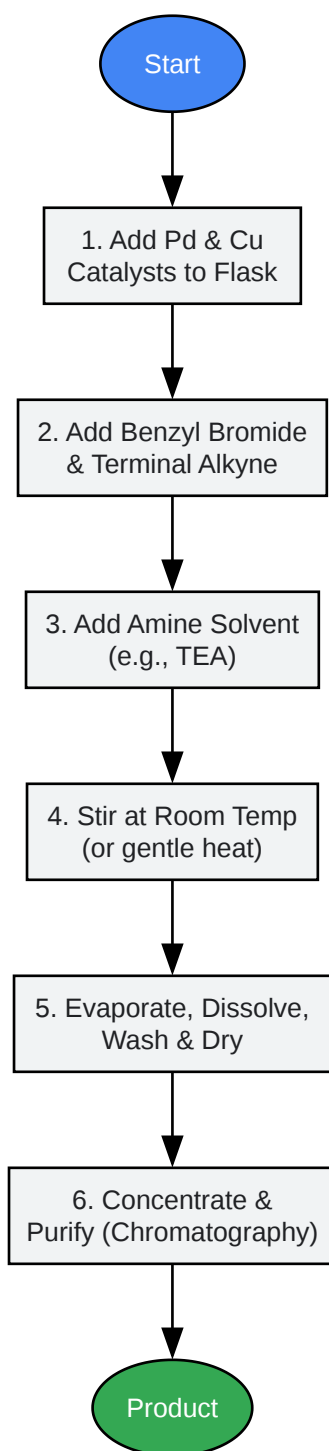 Start
1. Add Pd & Cu
Catalysts to Flask
2. Add Benzyl Bromide
& Terminal Alkyne
3. Add Amine Solvent
(e.g., TEA)
4. Stir at Room Temp
(or gentle heat)
5. Evaporate, Dissolve,
Wash & Dry
6. Concentrate &
Purify (Chromatography)
Product